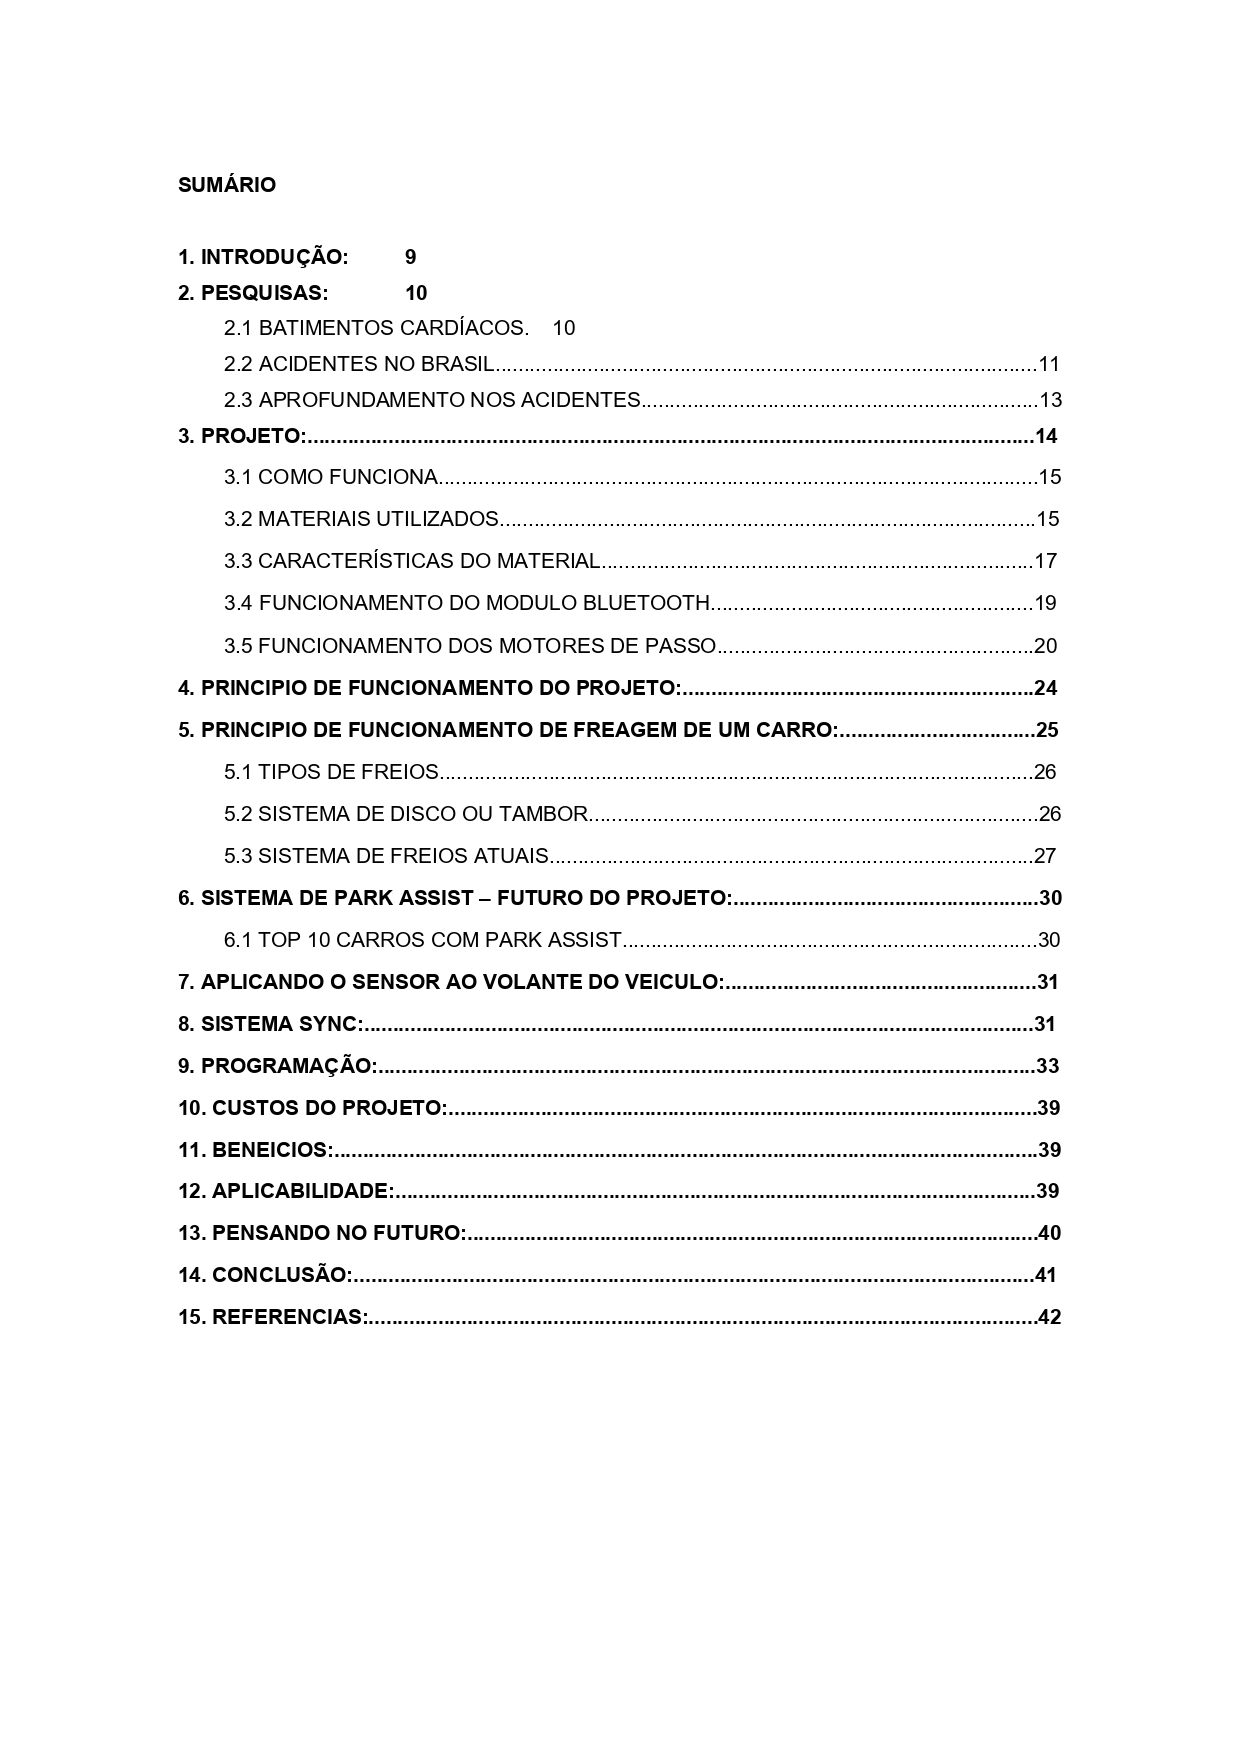 SUMÁRIO
1. INTRODUÇÃO: 9
2. PESQUISAS: 10
2.1 BATIMENTOS CARDÍACOS. 10
2.2 ACIDENTES NO BRASIL...............................................................................................11
2.3 APROFUNDAMENTO NOS ACIDENTES.....................................................................13
3. PROJETO:..............................................................................................................................14
3.1 COMO FUNCIONA........................................................................................................15
3.2 MATERIAIS UTILIZADOS.............................................................................................15
3.3 CARACTERÍSTICAS DO MATERIAL...........................................................................17
3.4 FUNCIONAMENTO DO MODULO BLUETOOTH........................................................19
3.5 FUNCIONAMENTO DOS MOTORES DE PASSO.......................................................20
4. PRINCIPIO DE FUNCIONAMENTO DO PROJETO:.............................................................24
5. PRINCIPIO DE FUNCIONAMENTO DE FREAGEM DE UM CARRO:..................................25
5.1 TIPOS DE FREIOS.......................................................................................................26
5.2 SISTEMA DE DISCO OU TAMBOR..............................................................................26
5.3 SISTEMA DE FREIOS ATUAIS....................................................................................27
6. SISTEMA DE PARK ASSIST – FUTURO DO PROJETO:.....................................................30
6.1 TOP 10 CARROS COM PARK ASSIST........................................................................30
7. APLICANDO O SENSOR AO VOLANTE DO VEICULO:......................................................31
8. SISTEMA SYNC:....................................................................................................................31
9. PROGRAMAÇÃO:..................................................................................................................33
10. CUSTOS DO PROJETO:......................................................................................................39
11. BENEICIOS:..........................................................................................................................39
12. APLICABILIDADE:...............................................................................................................39
13. PENSANDO NO FUTURO:...................................................................................................40
14. CONCLUSÃO:......................................................................................................................41
15. REFERENCIAS:....................................................................................................................42